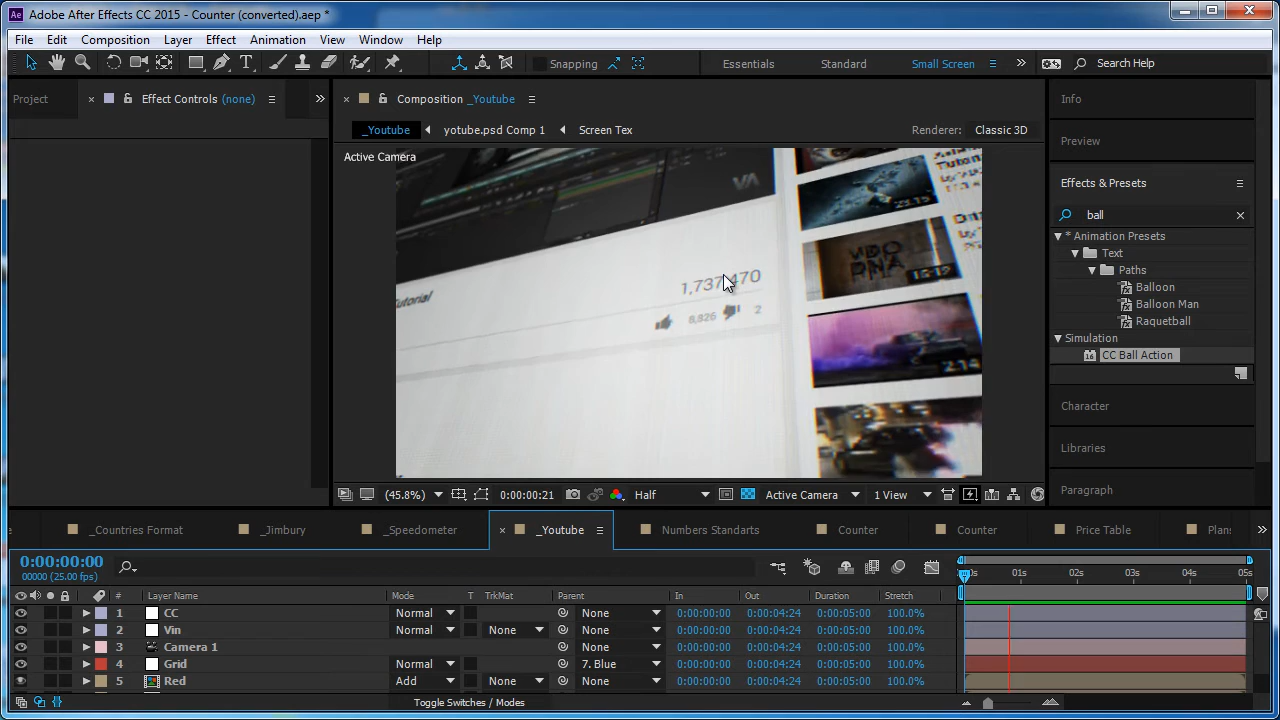 Adobe After Effects CC 2015 - Counter (converted).aep *
File Edit Composition Layer Effect Animation View Window Help
Snapping Essentials Standard Small Screen Search Help
Project Effect Controls (none) Composition _Youtube Info
_Youtube yotube.psd Comp 1 Screen Tex Renderer: Classic 3D
Preview
Active Camera
VA
Effects & Presets
ball
* Animation Presets
Text
Paths
Balloon
Balloon Man
Raquetball
Simulation
CC Ball Action
Tutorial
8,826 2
2:14
Character
Libraries
Paragraph
(45.8%) 0:00:00:21 Half Active Camera 1 View
_Countries Format _Jimbury _Speedometer _Youtube Numbers Standarts Counter Counter Price Table Plans
0:00:00:00
00000 (25.00 fps)
01s 02s 03s 04s 05s
# Layer Name Mode T TrkMat Parent In Out Duration Stretch
1 CC Normal None 0:00:00:00 0:00:04:24 0:00:05:00 100.0%
2 Vin Normal None None 0:00:00:00 0:00:04:24 0:00:05:00 100.0%
3 Camera 1 None 0:00:00:00 0:00:04:24 0:00:05:00 100.0%
4 Grid Normal 7. Blue 0:00:00:00 0:00:04:24 0:00:05:00 100.0%
5 Red Add None None 0:00:00:00 0:00:04:24 0:00:05:00 100.0%
Toggle Switches / Modes